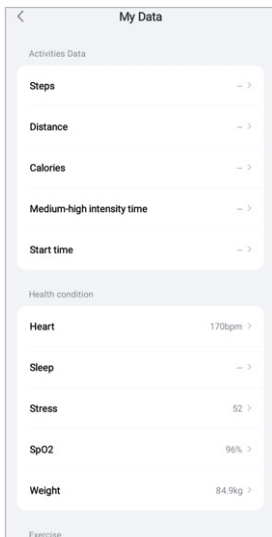 My Data
Activities Data
Steps -- >
Distance -- >
Calories -- >
Medium-high intensity time -- >
Start time -- >
Health condition
Heart 170bpm >
Sleep -- >
Stress 52 >
SpO2 96% >
Weight 84.9kg >
Exercise